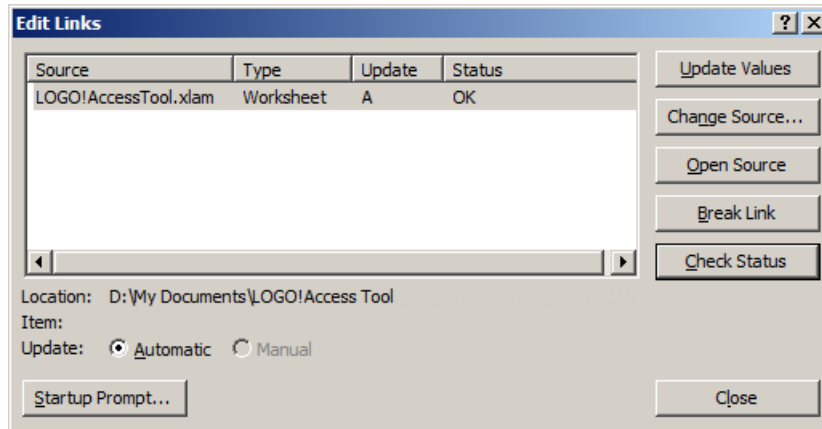 Edit Links
Source Type Update Status
LOGO!AccessTool.xlam Worksheet A OK
Update Values
Change Source...
Open Source
Break Link
Check Status
Location: D:\My Documents\LOGO!Access Tool
Item:
Update: Automatic Manual
Startup Prompt... Close